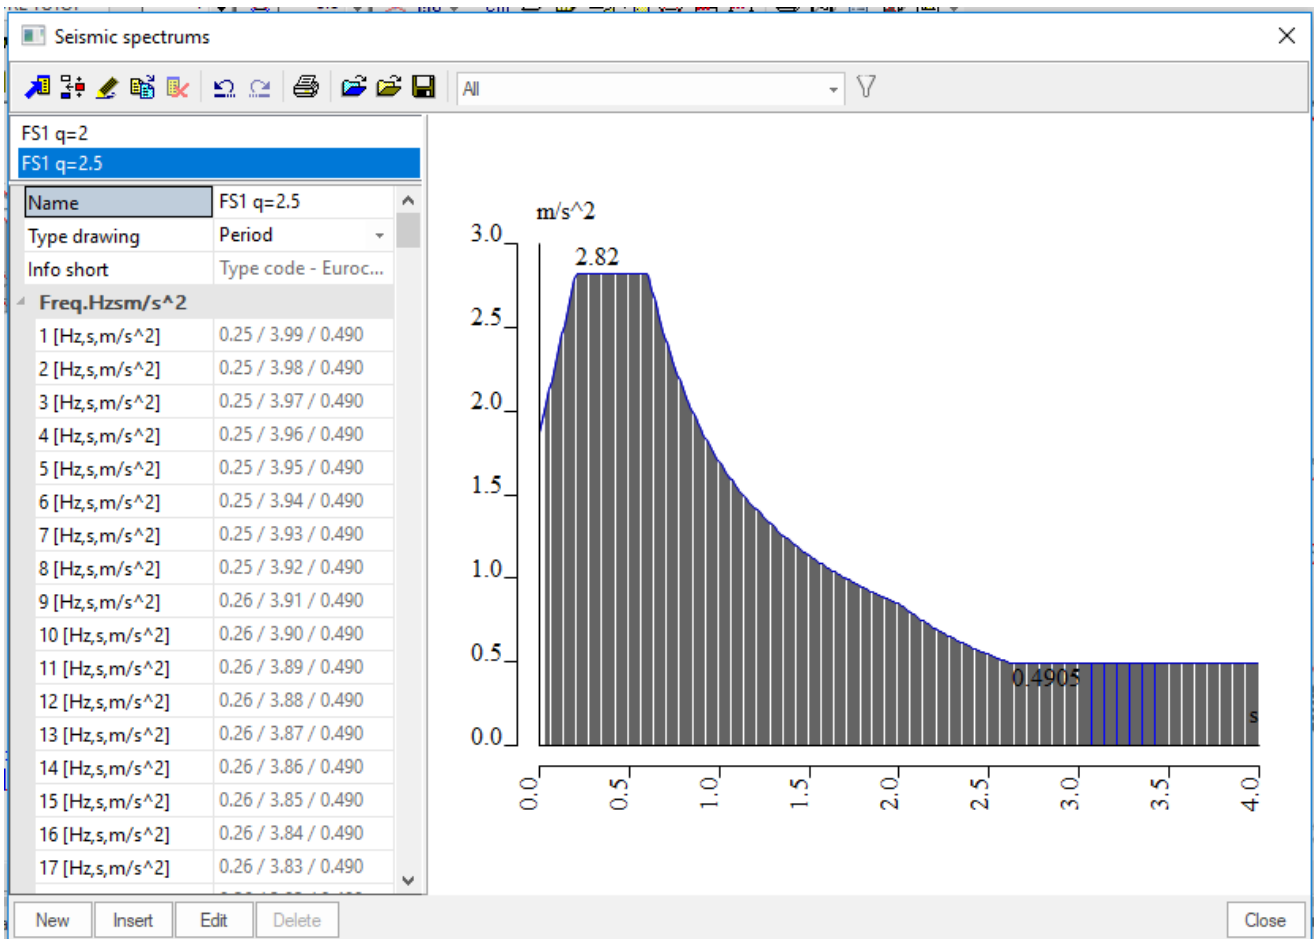 Seismic spectrums
All
FS1 q=2
FS1 q=2.5
Name FS1 q=2.5
Type drawing Period
Info short Type code - Euroc...
Freq.Hzsm/s^2
1 [Hz,s,m/s^2] 0.25 / 3.99 / 0.490
2 [Hz,s,m/s^2] 0.25 / 3.98 / 0.490
3 [Hz,s,m/s^2] 0.25 / 3.97 / 0.490
4 [Hz,s,m/s^2] 0.25 / 3.96 / 0.490
5 [Hz,s,m/s^2] 0.25 / 3.95 / 0.490
6 [Hz,s,m/s^2] 0.25 / 3.94 / 0.490
7 [Hz,s,m/s^2] 0.25 / 3.93 / 0.490
8 [Hz,s,m/s^2] 0.25 / 3.92 / 0.490
9 [Hz,s,m/s^2] 0.26 / 3.91 / 0.490
10 [Hz,s,m/s^2] 0.26 / 3.90 / 0.490
11 [Hz,s,m/s^2] 0.26 / 3.89 / 0.490
12 [Hz,s,m/s^2] 0.26 / 3.88 / 0.490
13 [Hz,s,m/s^2] 0.26 / 3.87 / 0.490
14 [Hz,s,m/s^2] 0.26 / 3.86 / 0.490
15 [Hz,s,m/s^2] 0.26 / 3.85 / 0.490
16 [Hz,s,m/s^2] 0.26 / 3.84 / 0.490
17 [Hz,s,m/s^2] 0.26 / 3.83 / 0.490
m/s^2
3.0
2.82
2.5
2.0
1.5
1.0
0.5
0.4905
s
0.0
0.0 0.5 1.0 1.5 2.0 2.5 3.0 3.5 4.0
New Insert Edit Delete Close